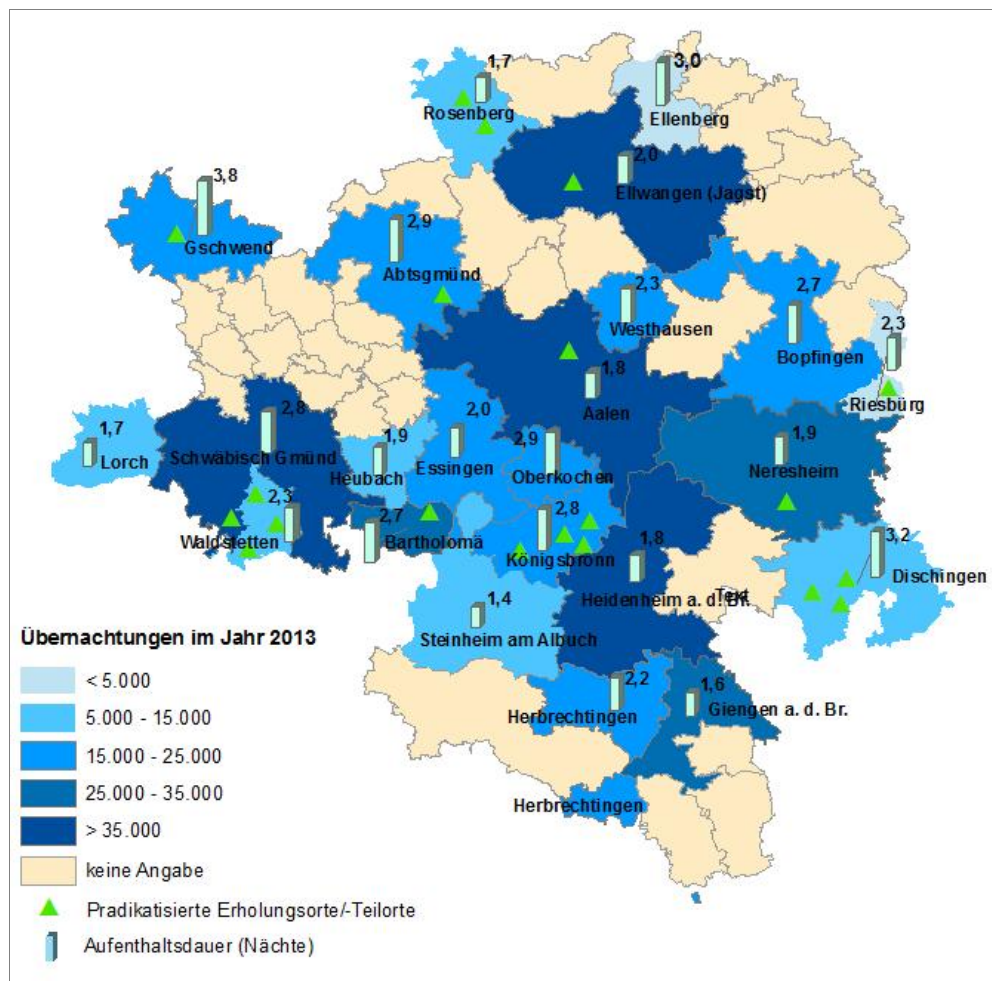 1,7
Rosenberg
3,0
Ellenberg
2,0
Ellwangen (Jagst)
3,8
Gschwend
2,9
Abtsgmünd
2,3
Westhausen
2,7
Bopfingen
2,3
Riesbürg
1,8
Aalen
1,7
Lorch
2,8
Schwäbisch Gmünd
1,9
Heubach
2,0
Essingen
2,9
Oberkochen
1,9
Neresheim
2,3
Waldstetten
2,7
Bartholomä
2,8
Königsbronn
1,8
Heidenheim a. d. Br.
Text
3,2
Dischingen
1,4
Steinheim am Albuch
2,2
Herbrechtingen
1,6
Giengen a. d. Br.
Herbrechtingen
Übernachtungen im Jahr 2013
< 5.000
5.000 - 15.000
15.000 - 25.000
25.000 - 35.000
> 35.000
keine Angabe
Pradikatisierte Erholungsorte/-Teilorte
Aufenthaltsdauer (Nächte)